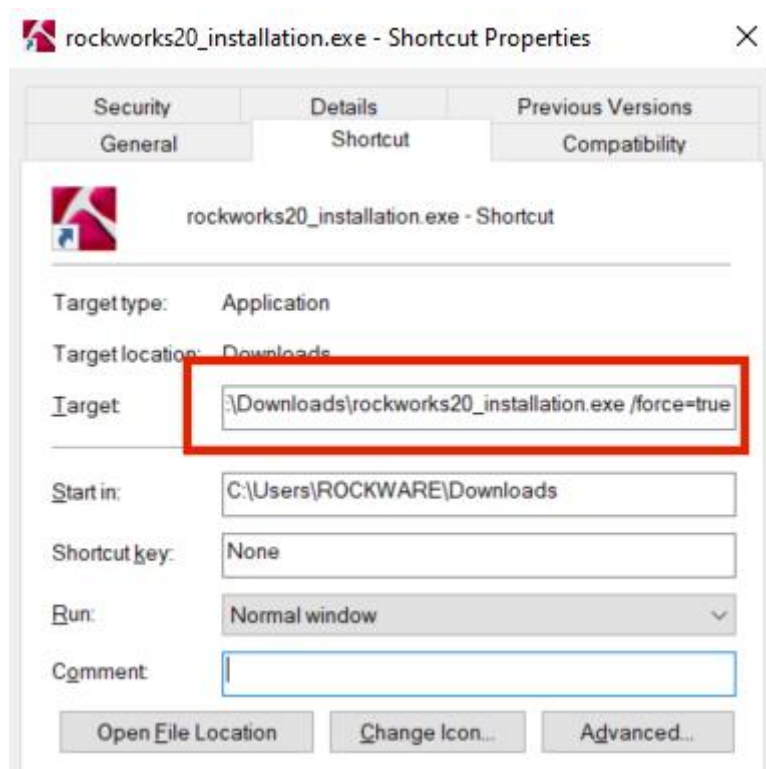 rockworks20_installation.exe - Shortcut Properties
Security Details Previous Versions
General Shortcut Compatibility
rockworks20_installation.exe - Shortcut
Target type: Application
Target location: Downloads
Target :\Downloads\rockworks20_installation.exe /force=true
Start in: C:\Users\ROCKWARE\Downloads
Shortcut key: None
Run: Normal window
Comment:
Open File Location Change Icon... Advanced...